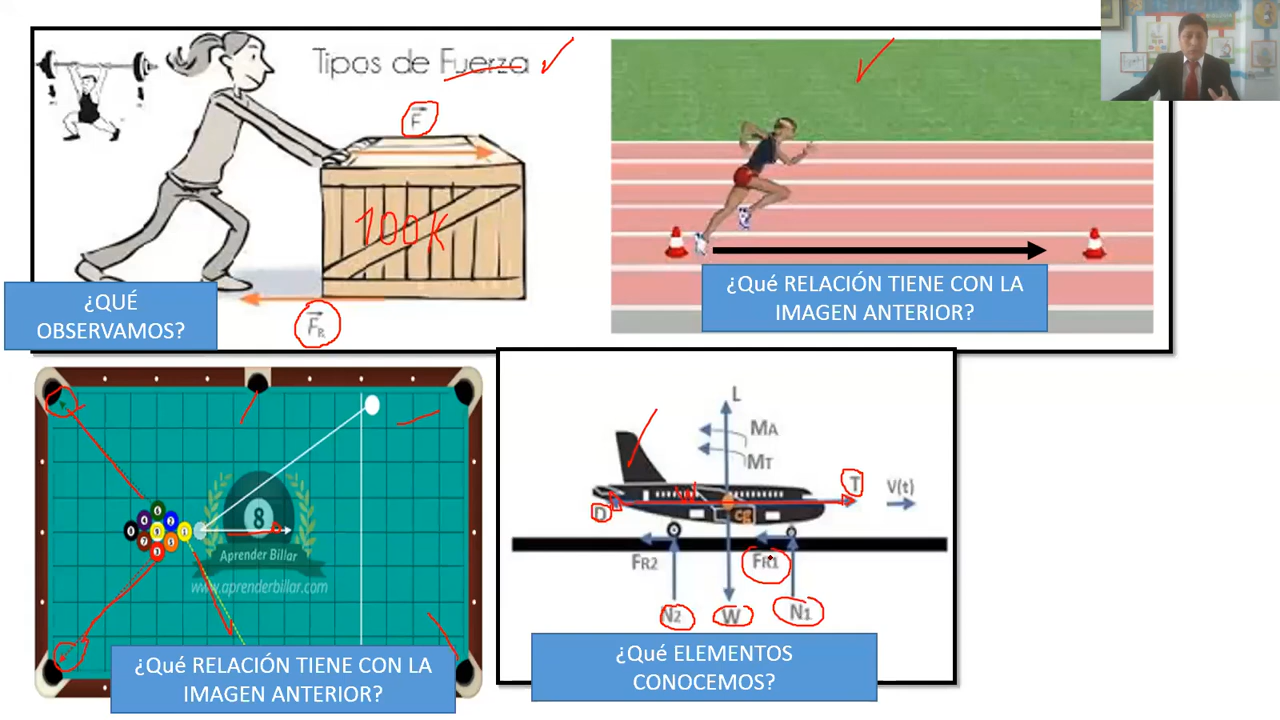 Tipos de Fuerza
F
100K
F_R
¿QUÉ
OBSERVAMOS?
¿Qué RELACIÓN TIENE CON LA
IMAGEN ANTERIOR?
8
Aprender Billar
www.aprenderbillar.com
¿Qué RELACIÓN TIENE CON LA
IMAGEN ANTERIOR?
L
MA
MT
W
T
V(t)
D
cg
FR2
FR1
N2
W
N1
¿Qué ELEMENTOS
CONOCEMOS?